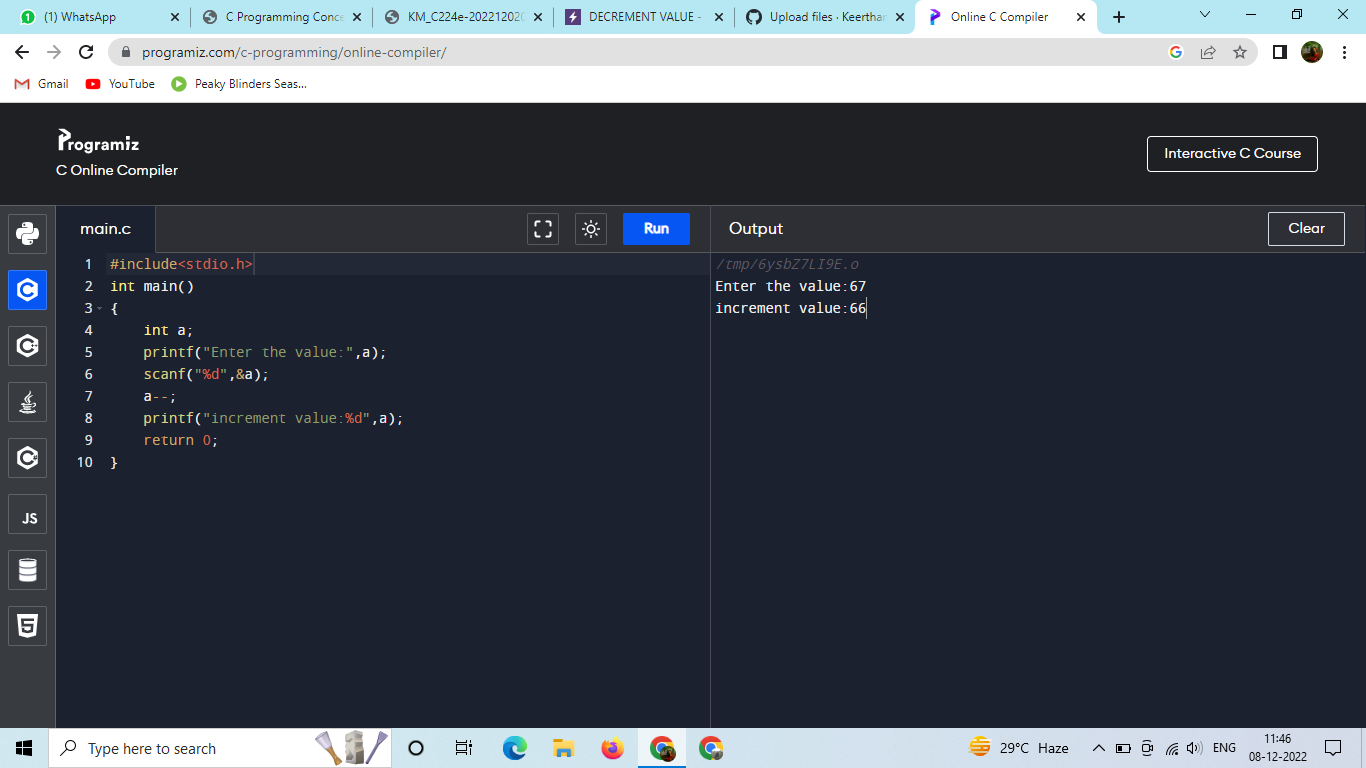 (1) WhatsApp
C Programming Conce
KM_C224e-202212020
DECREMENT VALUE -
Upload files · Keerthar
Online C Compiler
programiz.com/c-programming/online-compiler/
Gmail
YouTube
Peaky Blinders Seas...
Programiz
C Online Compiler
Interactive C Course
main.c
Run
Output
Clear
1 #include<stdio.h>
2 int main()
3 {
4 int a;
5 printf("Enter the value:",a);
6 scanf("%d",&a);
7 a--;
8 printf("increment value:%d",a);
9 return 0;
10 }
JS
/tmp/6ysbZ7LI9E.o
Enter the value:67
increment value:66
Type here to search
29°C Haze
ENG
11:46
08-12-2022